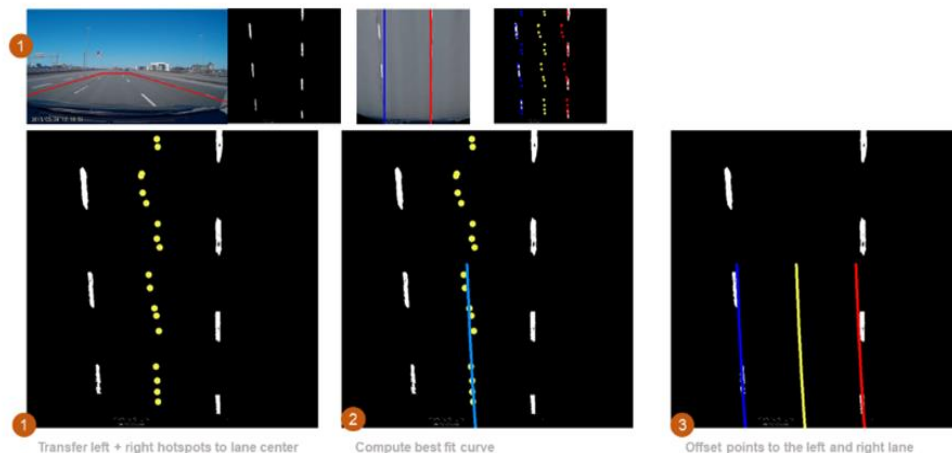 1
1
Transfer left + right hotspots to lane center
2
Compute best fit curve
3
Offset points to the left and right lane